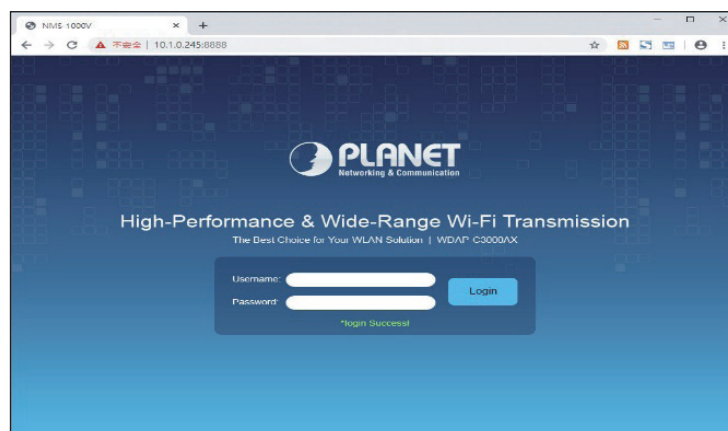 NMS-1000V
不安全 | 10.1.0.245:8888
PLANET
Networking & Communication
High-Performance & Wide-Range Wi-Fi Transmission
The Best Choice for Your WLAN Solution | WDAP-C3000AX
Username:
Password:
Login
*login Success!